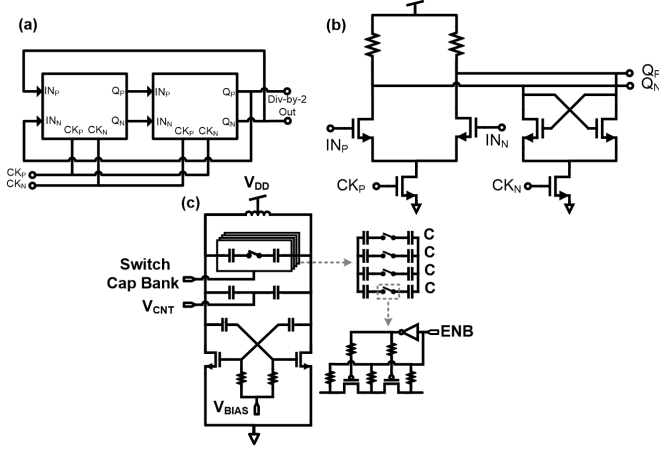 (a)
IN_P Q_P IN_P Q_P
Div-by-2
Out
IN_N Q_N IN_N Q_N
CK_P CK_N CK_P CK_N
CK_P
CK_N
(b)
Q_P
Q_N
IN_P IN_N
CK_P CK_N
(c)
V_DD
Switch
Cap Bank
V_CNT
V_BIAS
C
C
C
C
ENB